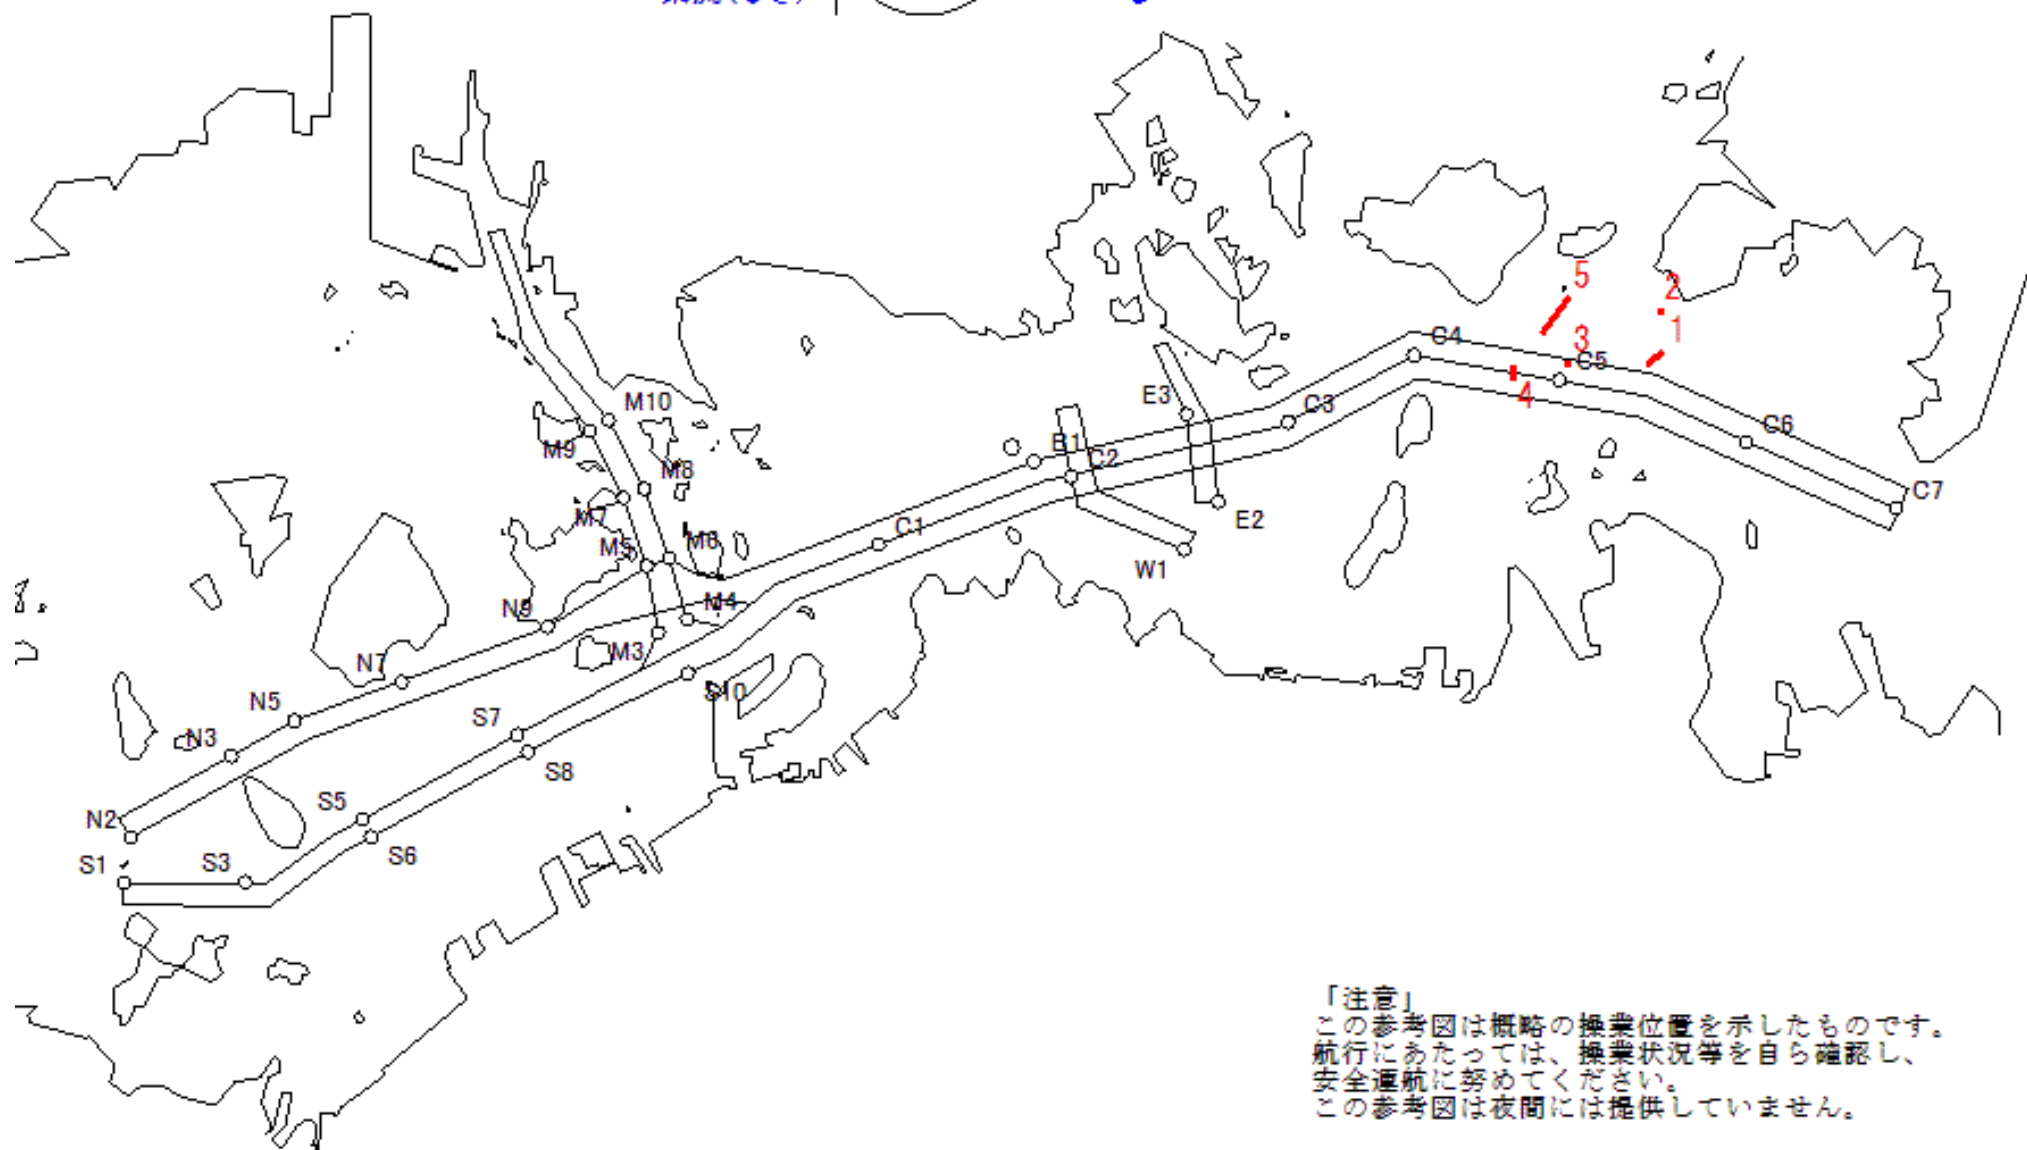 5
2
1
C4
3
C5
4
M10
E3
C3
C6
M9
B1
M8
C2
C7
E2
M7
C1
M5
M6
W1
N9
M4
M3
N7
S10
N5
S7
N3
S8
S5
N2
S6
S1
S3
「注意」
この参考図は概略の操業位置を示したものです。
航行にあたっては、操業状況等を自ら確認し、
安全運航に努めてください。
この参考図は夜間には提供していません。